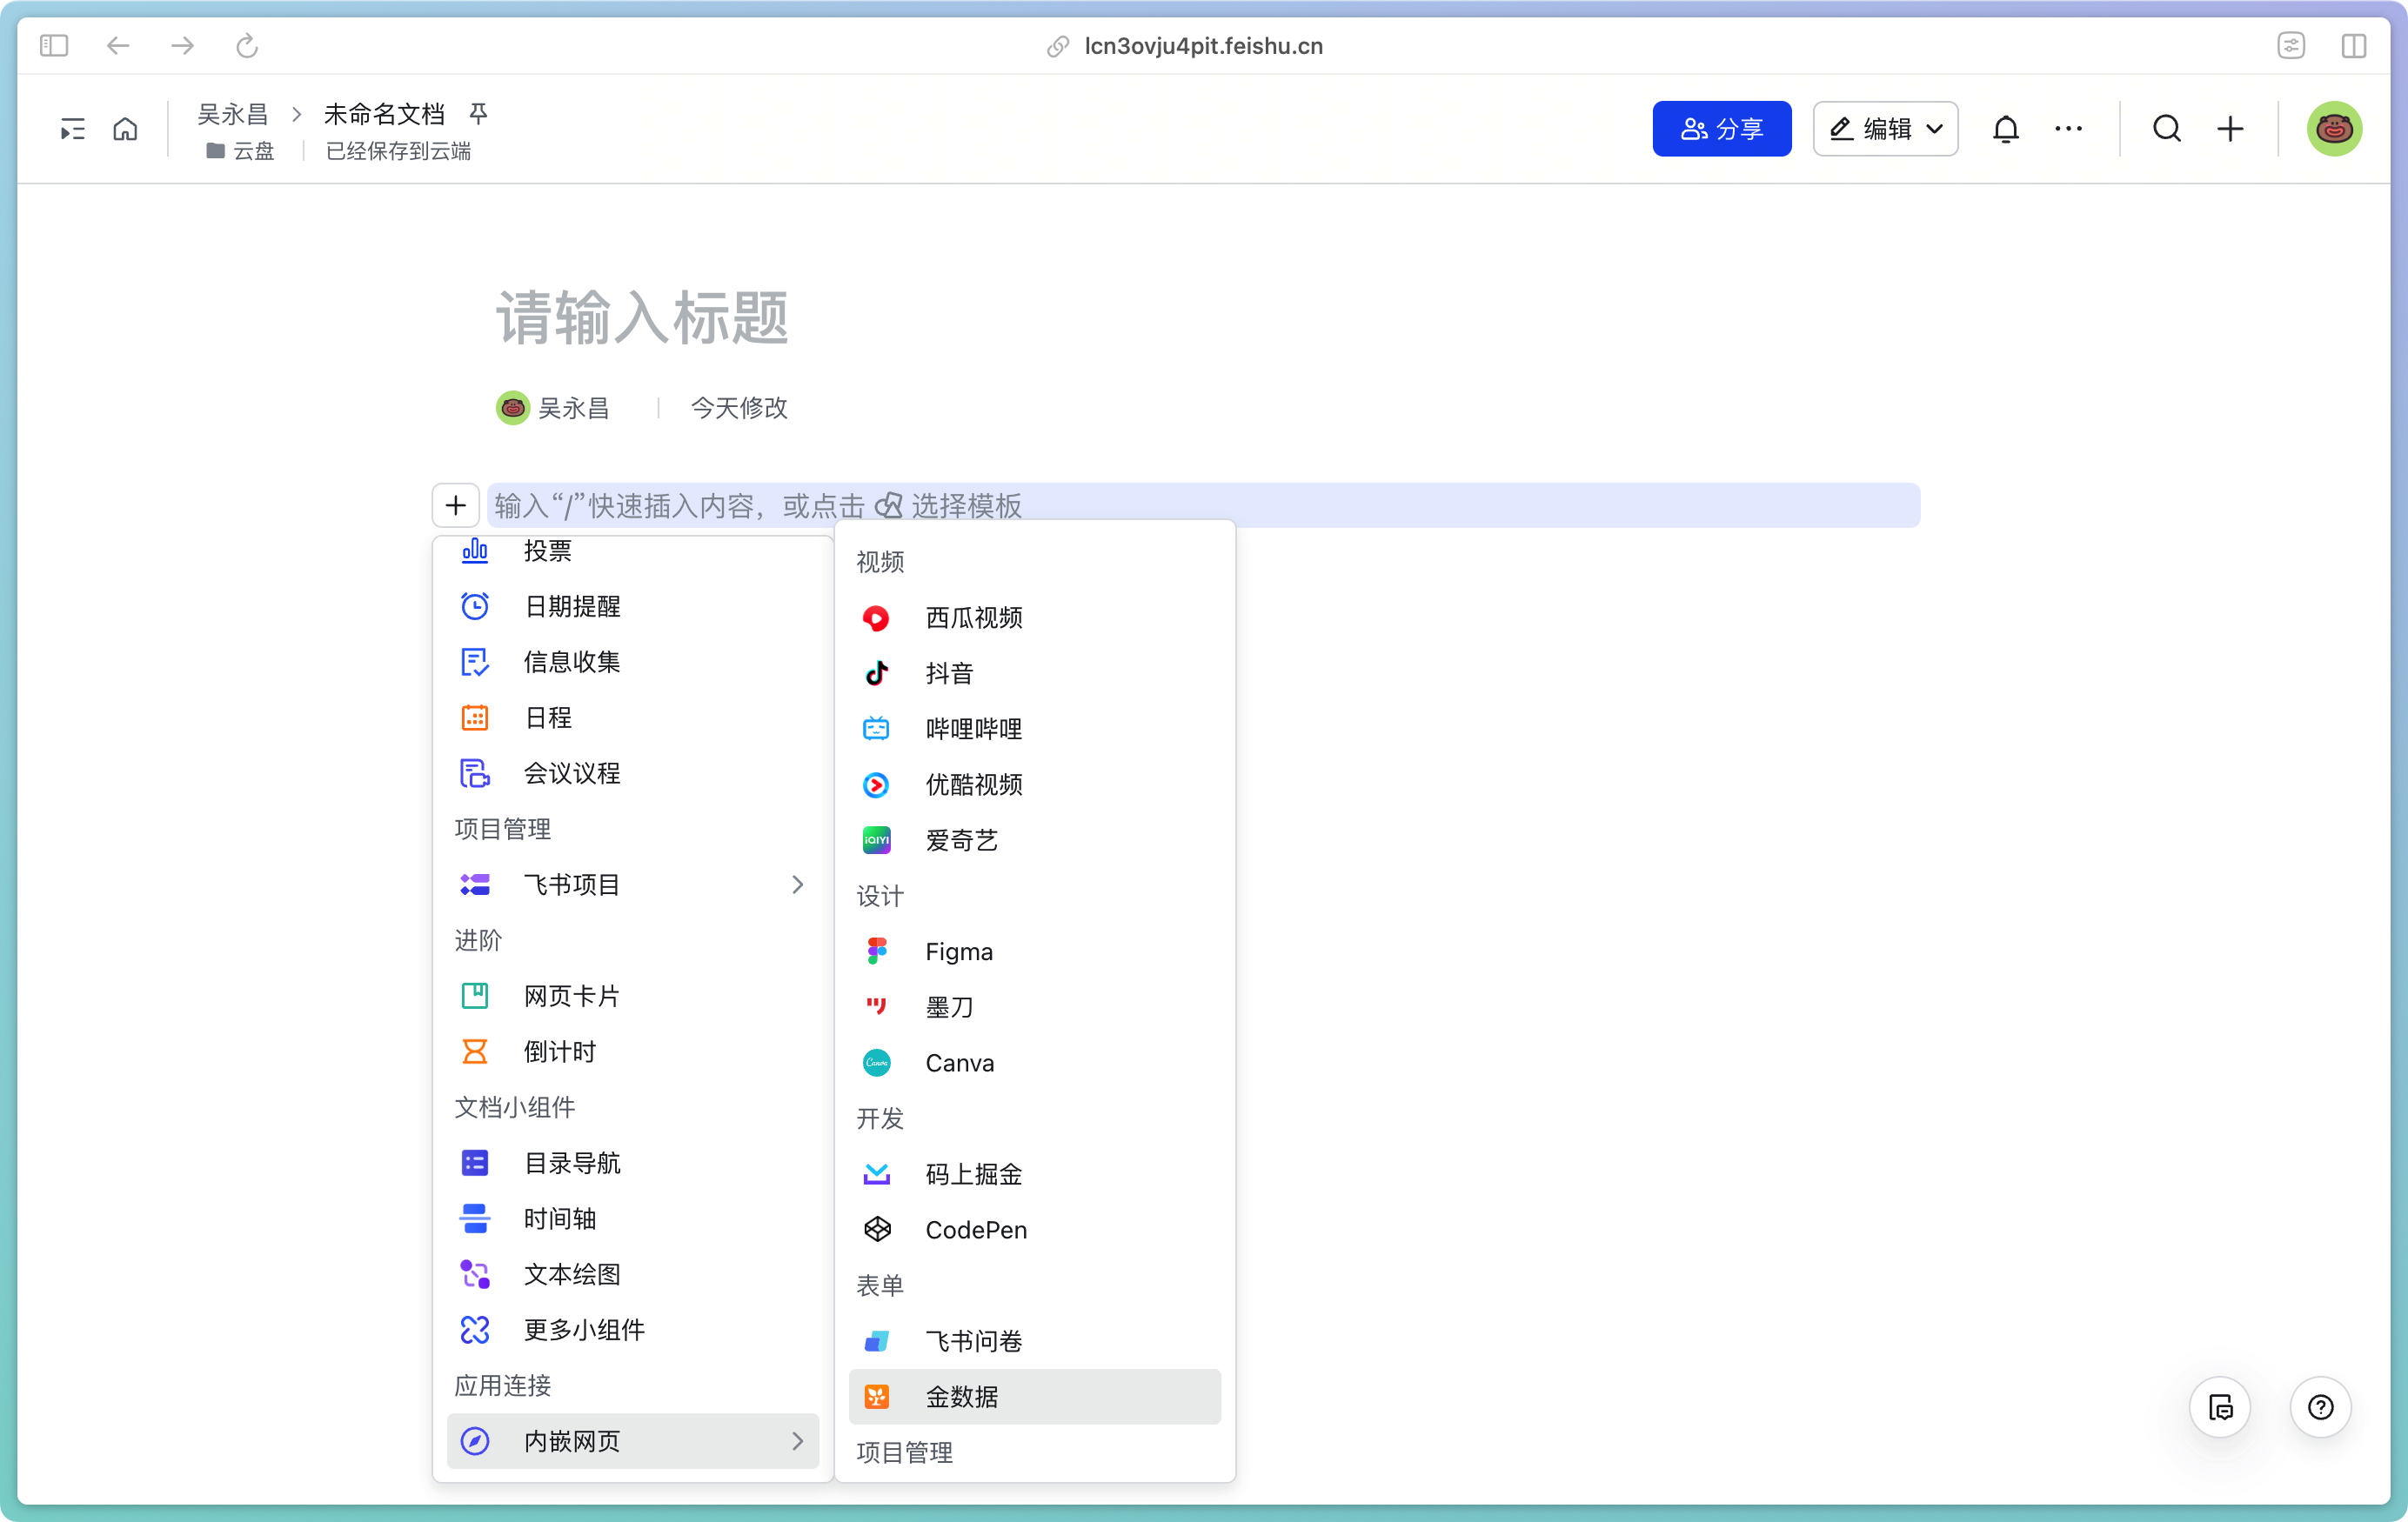 lcn3ovju4pit.feishu.cn
吴永昌
未命名文档
云盘
已经保存到云端
分享
编辑
请输入标题
吴永昌
今天修改
输入“/”快速插入内容，或点击 选择模板
投票
日期提醒
信息收集
日程
会议议程
项目管理
飞书项目
进阶
网页卡片
倒计时
文档小组件
目录导航
时间轴
文本绘图
更多小组件
应用连接
内嵌网页
视频
西瓜视频
抖音
哔哩哔哩
优酷视频
iQIYI
爱奇艺
设计
Figma
墨刀
Canva
Canva
开发
码上掘金
CodePen
表单
飞书问卷
金数据
项目管理